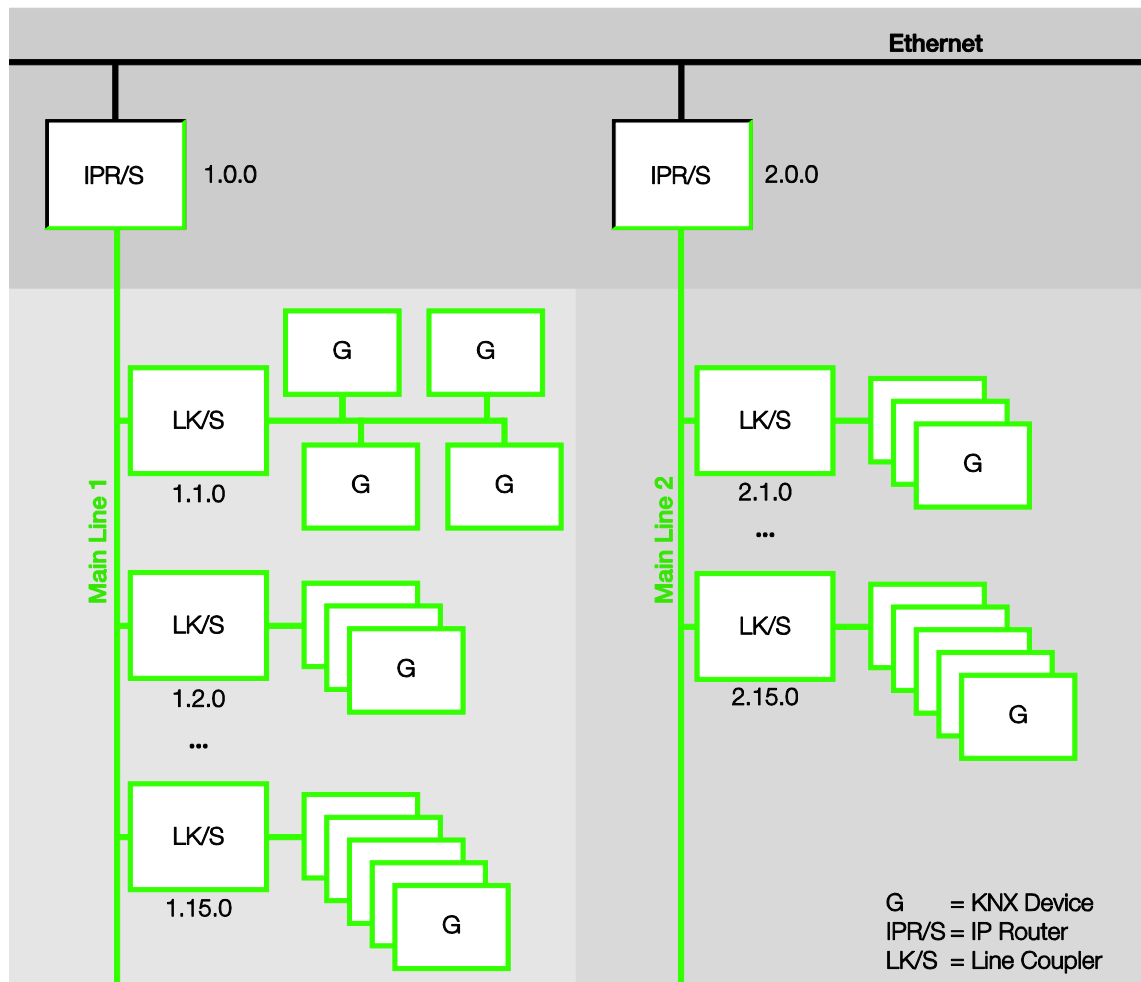 Ethernet
IPR/S
1.0.0
IPR/S
2.0.0
Main Line 1
LK/S
1.1.0
G
G
G
G
LK/S
1.2.0
G
...
LK/S
1.15.0
G
Main Line 2
LK/S
2.1.0
G
...
LK/S
2.15.0
G
G = KNX Device
IPR/S = IP Router
LK/S = Line Coupler